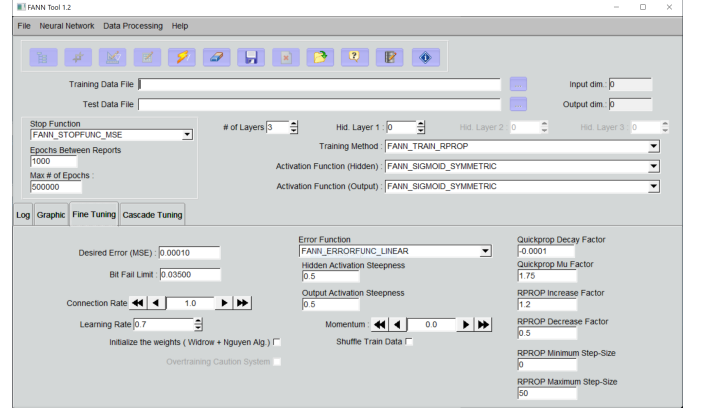 FANN Tool 1.2
File Neural Network Data Processing Help
Training Data File
Input dim.: 0
Test Data File
Output dim.: 0
Stop Function
FANN_STOPFUNC_MSE
Epochs Between Reports
1000
Max # of Epochs :
500000
# of Layers 3
Hid. Layer 1 : 0
Hid. Layer 2 0
Hid. Layer 3 : 0
Training Method : FANN_TRAIN_RPROP
Activation Function (Hidden) : FANN_SIGMOID_SYMMETRIC
Activation Function (Output) : FANN_SIGMOID_SYMMETRIC
Log Graphic Fine Tuning Cascade Tuning
Desired Error (MSE) : 0.00010
Bit Fail Limit : 0.03500
Connection Rate 1.0
Learning Rate 0.7
Initialize the weights ( Widrow + Nguyen Alg.)
Overtraining Caution System
Error Function
FANN_ERRORFUNC_LINEAR
Hidden Activation Steepness
0.5
Output Activation Steepness
0.5
Momentum : 0.0
Shuffle Train Data
Quickprop Decay Factor
-0.0001
Quickprop Mu Factor
1.75
RPROP Increase Factor
1.2
RPROP Decrease Factor
0.5
RPROP Minimum Step-Size
0
RPROP Maximum Step-Size
50